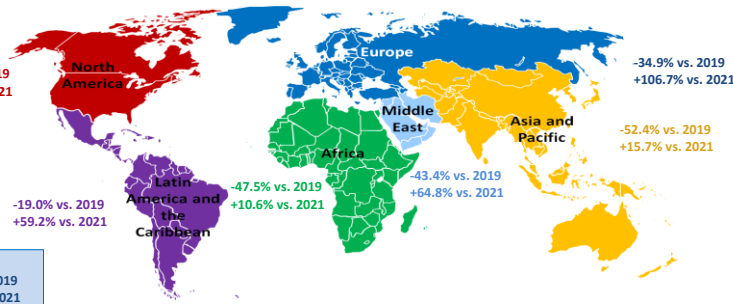 Europe
North
America
-34.9% vs. 2019
+106.7% vs. 2021
Middle
East
Asia and
Pacific
-52.4% vs. 2019
+15.7% vs. 2021
Africa
-43.4% vs. 2019
+64.8% vs. 2021
-47.5% vs. 2019
+10.6% vs. 2021
Latin
America and
the
Caribbean
-19.0% vs. 2019
+59.2% vs. 2021
2019
2021